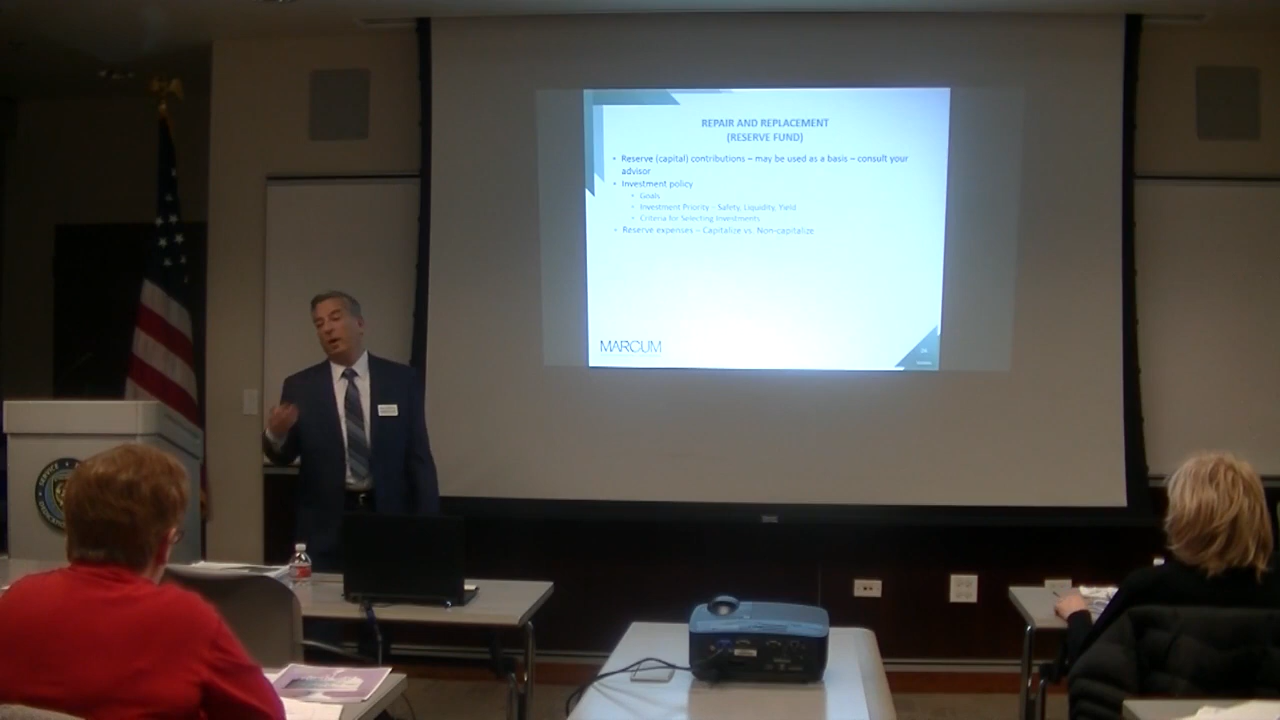 REPAIR AND REPLACEMENT
(RESERVE FUND)
• Reserve (capital) contributions – may be used as a basis – consult your
advisor
• Investment policy
• Goals
• Investment Priority – Safety, Liquidity, Yield
• Criteria for Selecting Investments
• Reserve expenses – Capitalize vs. Non-capitalize
MARCUM
SERVICE